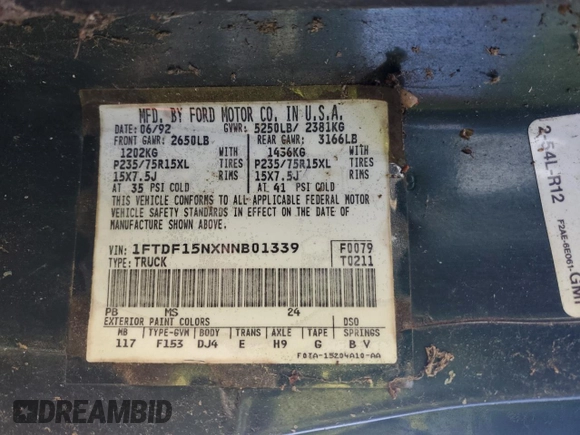 MFD. BY FORD MOTOR CO. IN U.S.A.
DATE: 06/92 GVWR: 5250LB/ 2381KG
FRONT GAWR: 2650LB REAR GAWR: 3166LB
1202KG WITH 1436KG WITH
P235/75R15XL TIRES P235/75R15XL TIRES
15X7.5J RIMS 15X7.5J RIMS
AT 35 PSI COLD AT 41 PSI COLD
THIS VEHICLE CONFORMS TO ALL APPLICABLE FEDERAL MOTOR
VEHICLE SAFETY STANDARDS IN EFFECT ON THE DATE OF
MANUFACTURE SHOWN ABOVE.
VIN: 1FTDF15NXNNB01339 F0079
TYPE: TRUCK T0211
PB MS 24
EXTERIOR PAINT COLORS DSO
WB TYPE-GVM BODY TRANS AXLE TAPE SPRINGS
117 F153 DJ4 E H9 G B V
F0TA-15204A10-AA
2.54L-R12
F2AE-6E061-
GMH
DREAMBID